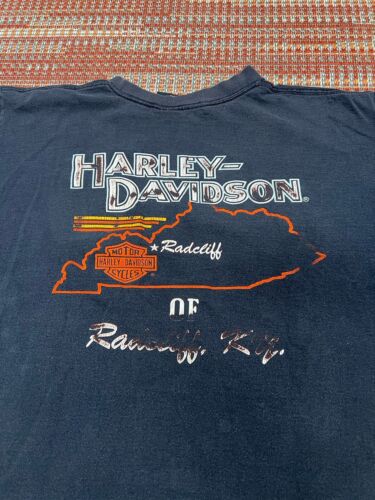 HARLEY-
DAVIDSON®
★Radcliff
MOTOR
HARLEY-DAVIDSON
CYCLES
OF
Radcliff, Ky.